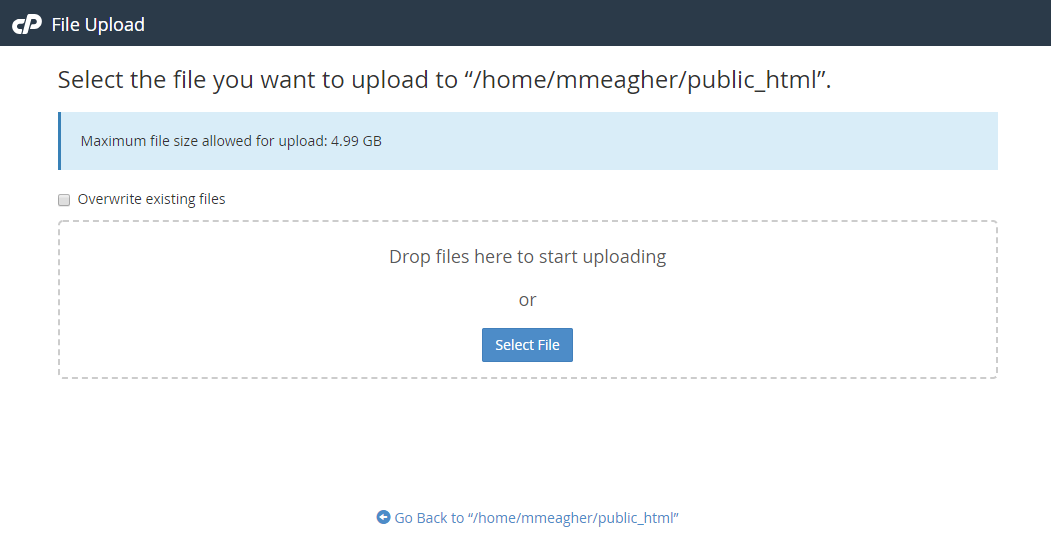 cP File Upload
Select the file you want to upload to “/home/mmeagher/public_html”.
Maximum file size allowed for upload: 4.99 GB
Overwrite existing files
Drop files here to start uploading
or
Select File
Go Back to “/home/mmeagher/public_html”